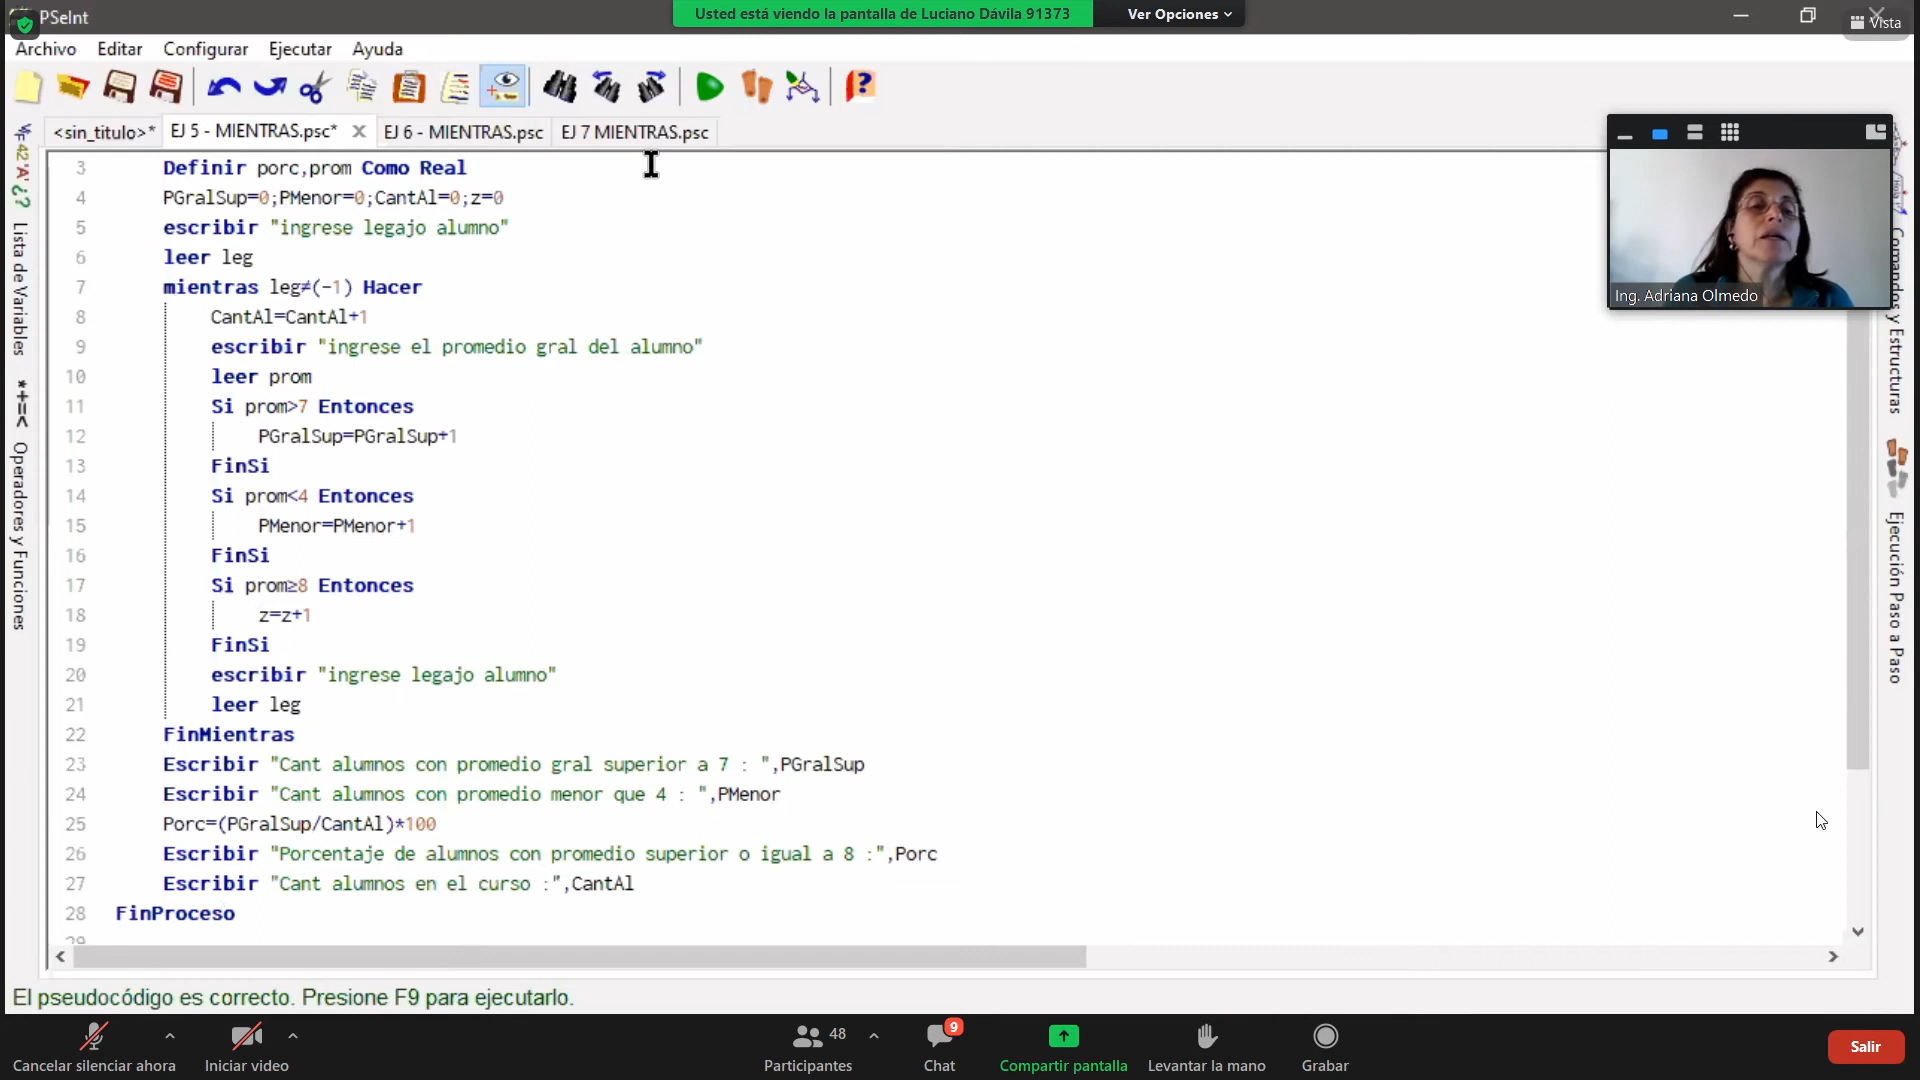 PSeInt
Usted está viendo la pantalla de Luciano Dávila 91373
Ver Opciones
Vista
Archivo Editar Configurar Ejecutar Ayuda
<sin_titulo>* EJ 5 - MIENTRAS.psc* EJ 6 - MIENTRAS.psc EJ 7 MIENTRAS.psc
3 Definir porc,prom Como Real
4 PGralSup=0;PMenor=0;CantAl=0;z=0
5 escribir "ingrese legajo alumno"
6 leer leg
7 mientras leg≠(-1) Hacer
8 CantAl=CantAl+1
9 escribir "ingrese el promedio gral del alumno"
10 leer prom
11 Si prom>7 Entonces
12 PGralSup=PGralSup+1
13 FinSi
14 Si prom<4 Entonces
15 PMenor=PMenor+1
16 FinSi
17 Si prom≥8 Entonces
18 z=z+1
19 FinSi
20 escribir "ingrese legajo alumno"
21 leer leg
22 FinMientras
23 Escribir "Cant alumnos con promedio gral superior a 7 : ",PGralSup
24 Escribir "Cant alumnos con promedio menor que 4 : ",PMenor
25 Porc=(PGralSup/CantAl)*100
26 Escribir "Porcentaje de alumnos con promedio superior o igual a 8 :",Porc
27 Escribir "Cant alumnos en el curso :",CantAl
28 FinProceso
29
42 'A' ¿?
Lista de Variables
*+=<
Operadores y Funciones
Ing. Adriana Olmedo
Comandos y Estructuras
Ejecución Paso a Paso
El pseudocódigo es correcto. Presione F9 para ejecutarlo.
Cancelar silenciar ahora
Iniciar video
48
Participantes
9
Chat
Compartir pantalla
Levantar la mano
Grabar
Salir